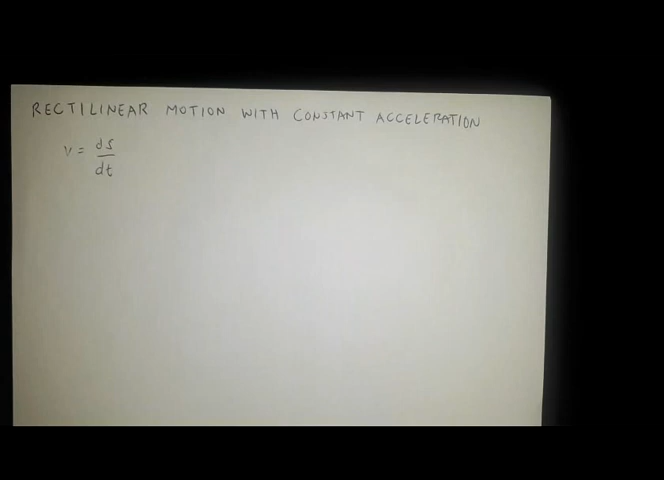 RECTILINEAR MOTION WITH CONSTANT ACCELERATION
v = ds/dt